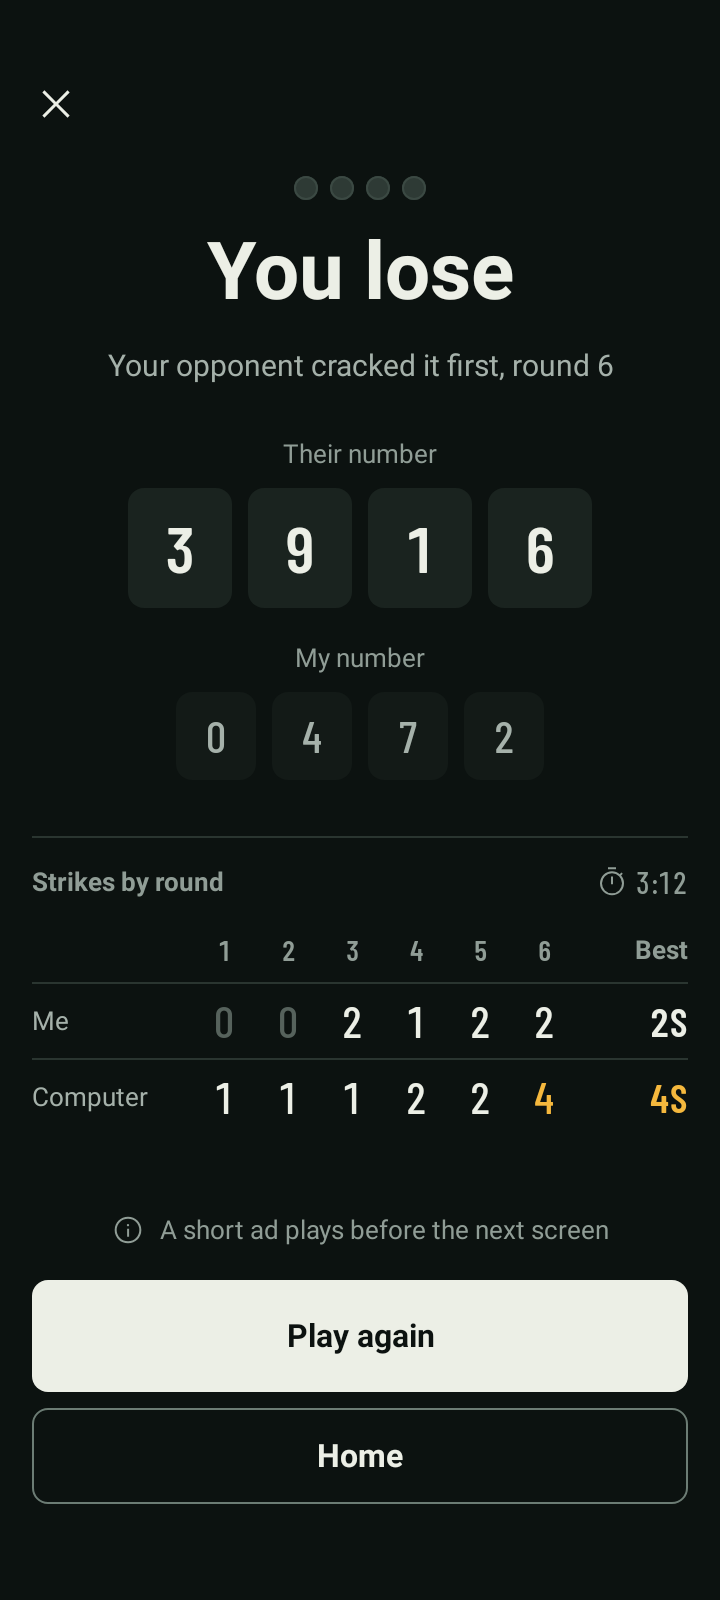 You lose
Your opponent cracked it first, round 6
Their number
3 9 1 6
My number
0 4 7 2
Strikes by round 3:12
1 2 3 4 5 6 Best
Me 0 0 2 1 2 2 2S
Computer 1 1 1 2 2 4 4S
A short ad plays before the next screen
Play again
Home